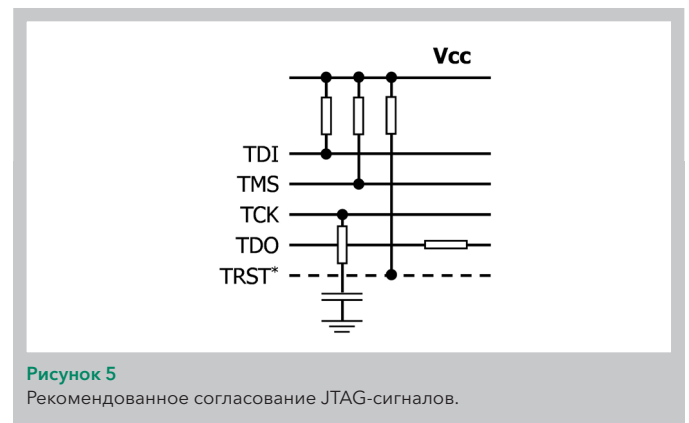 Vcc
TDI
TMS
TCK
TDO
TRST*
Рисунок 5
Рекомендованное согласование JTAG-сигналов.